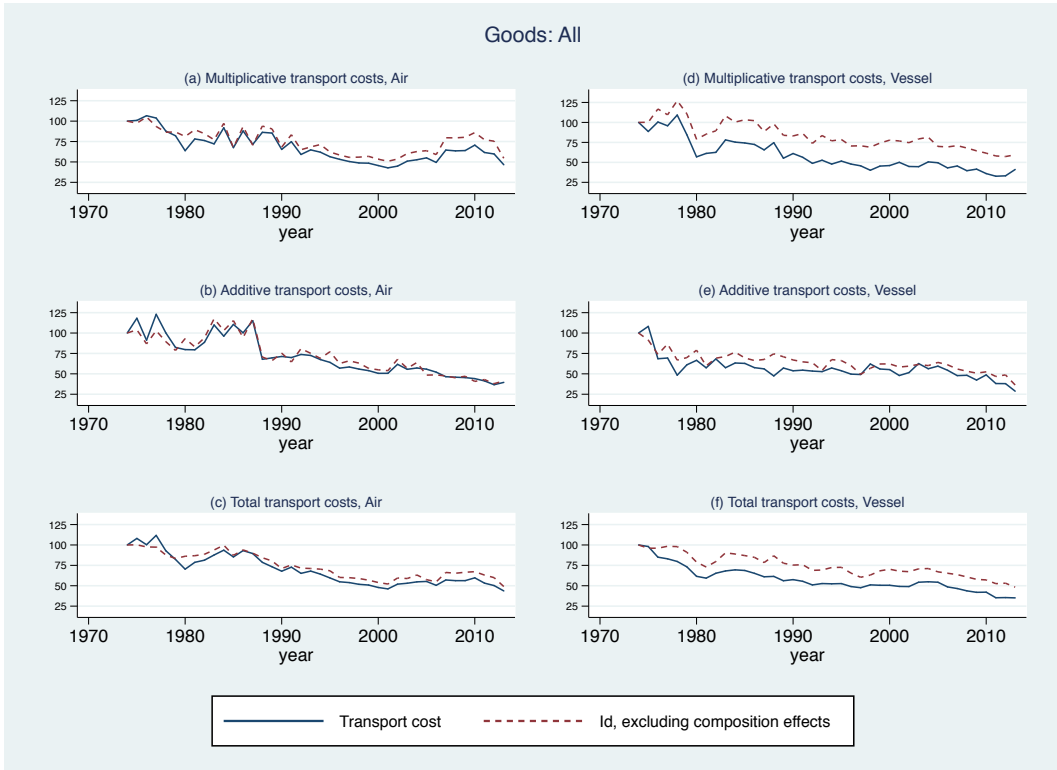 Goods: All
(a) Multiplicative transport costs, Air
125
100
75
50
25
1970 1980 1990 2000 2010
year
(d) Multiplicative transport costs, Vessel
125
100
75
50
25
1970 1980 1990 2000 2010
year
(b) Additive transport costs, Air
125
100
75
50
25
1970 1980 1990 2000 2010
year
(e) Additive transport costs, Vessel
125
100
75
50
25
1970 1980 1990 2000 2010
year
(c) Total transport costs, Air
125
100
75
50
25
1970 1980 1990 2000 2010
year
(f) Total transport costs, Vessel
125
100
75
50
25
1970 1980 1990 2000 2010
year
Transport cost Id, excluding composition effects